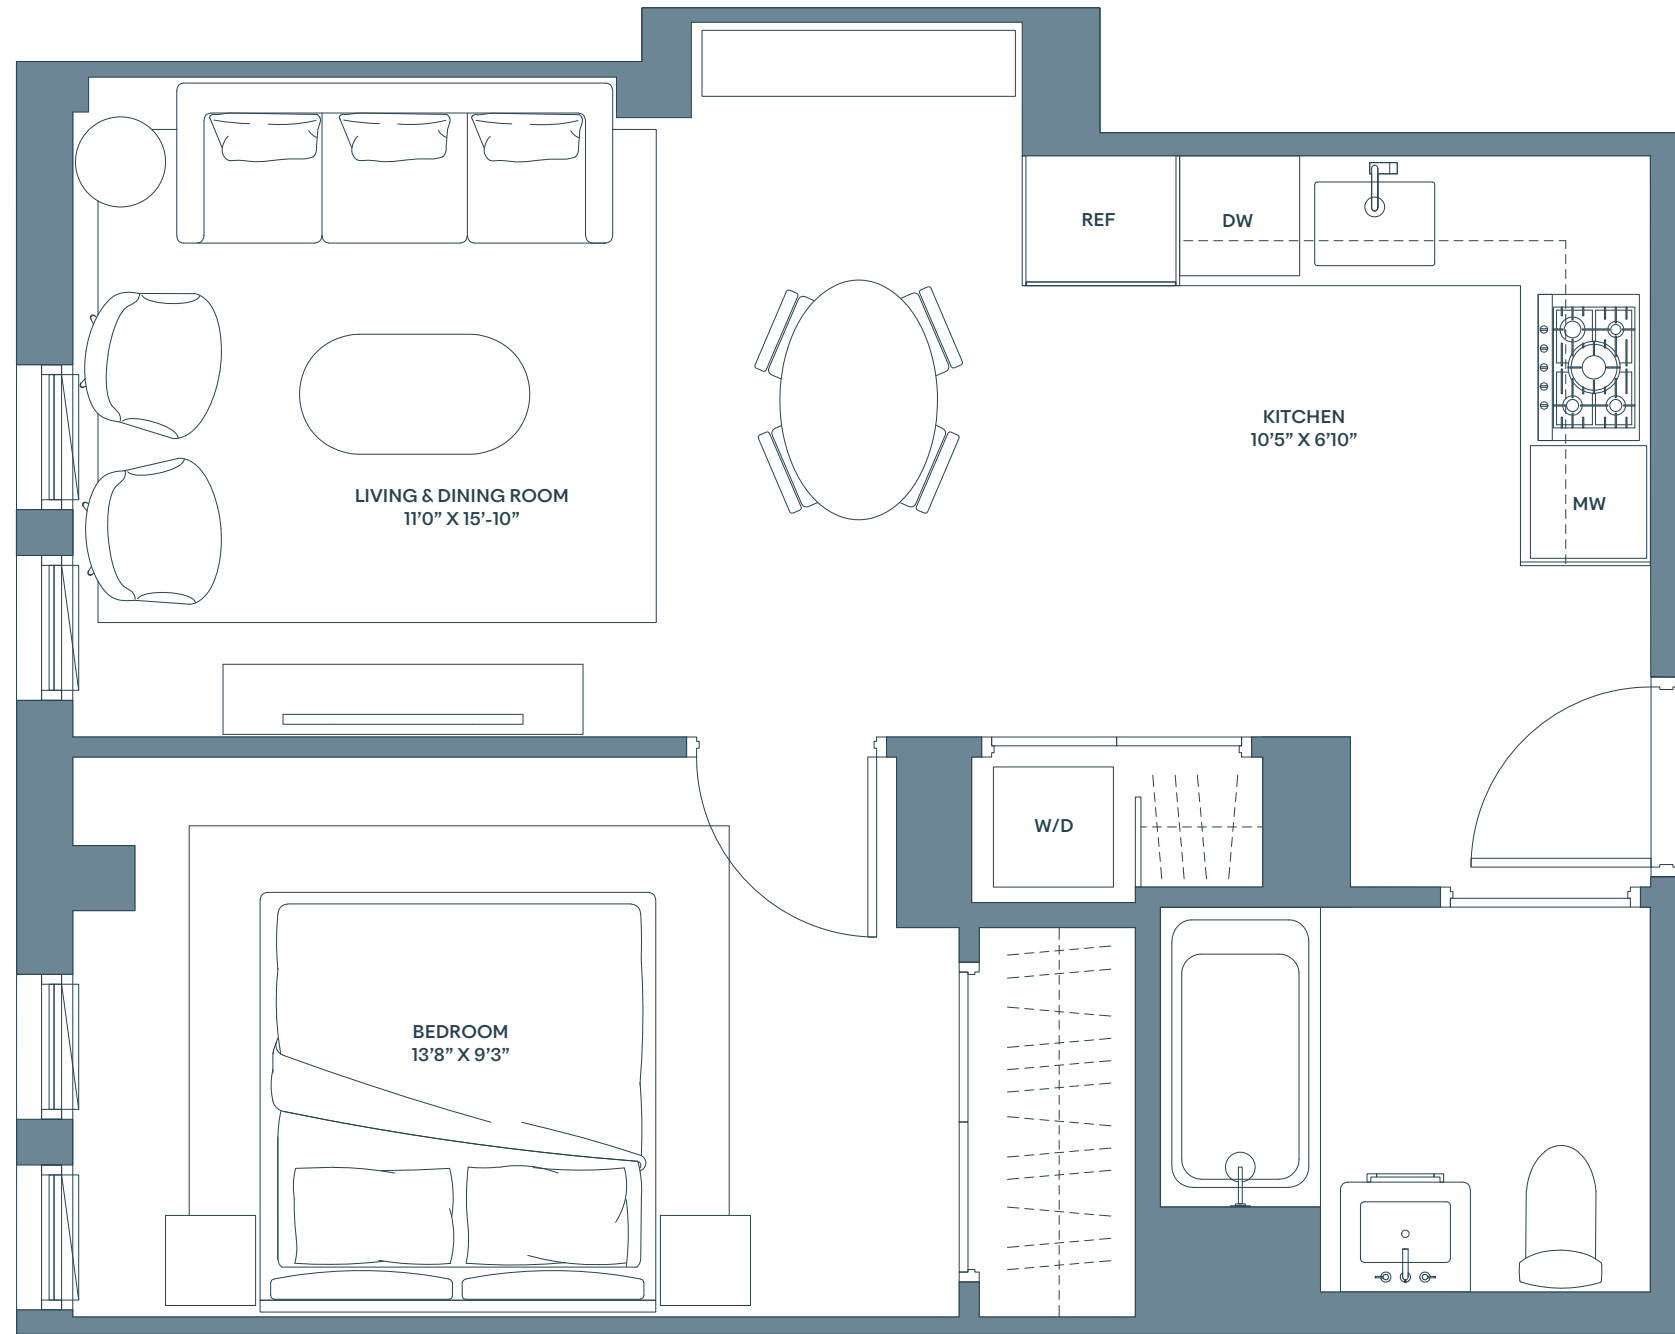 REF
DW
KITCHEN
10’5” X 6’10”
MW
LIVING & DINING ROOM
11’0” X 15’-10”
W/D
BEDROOM
13’8” X 9’3”